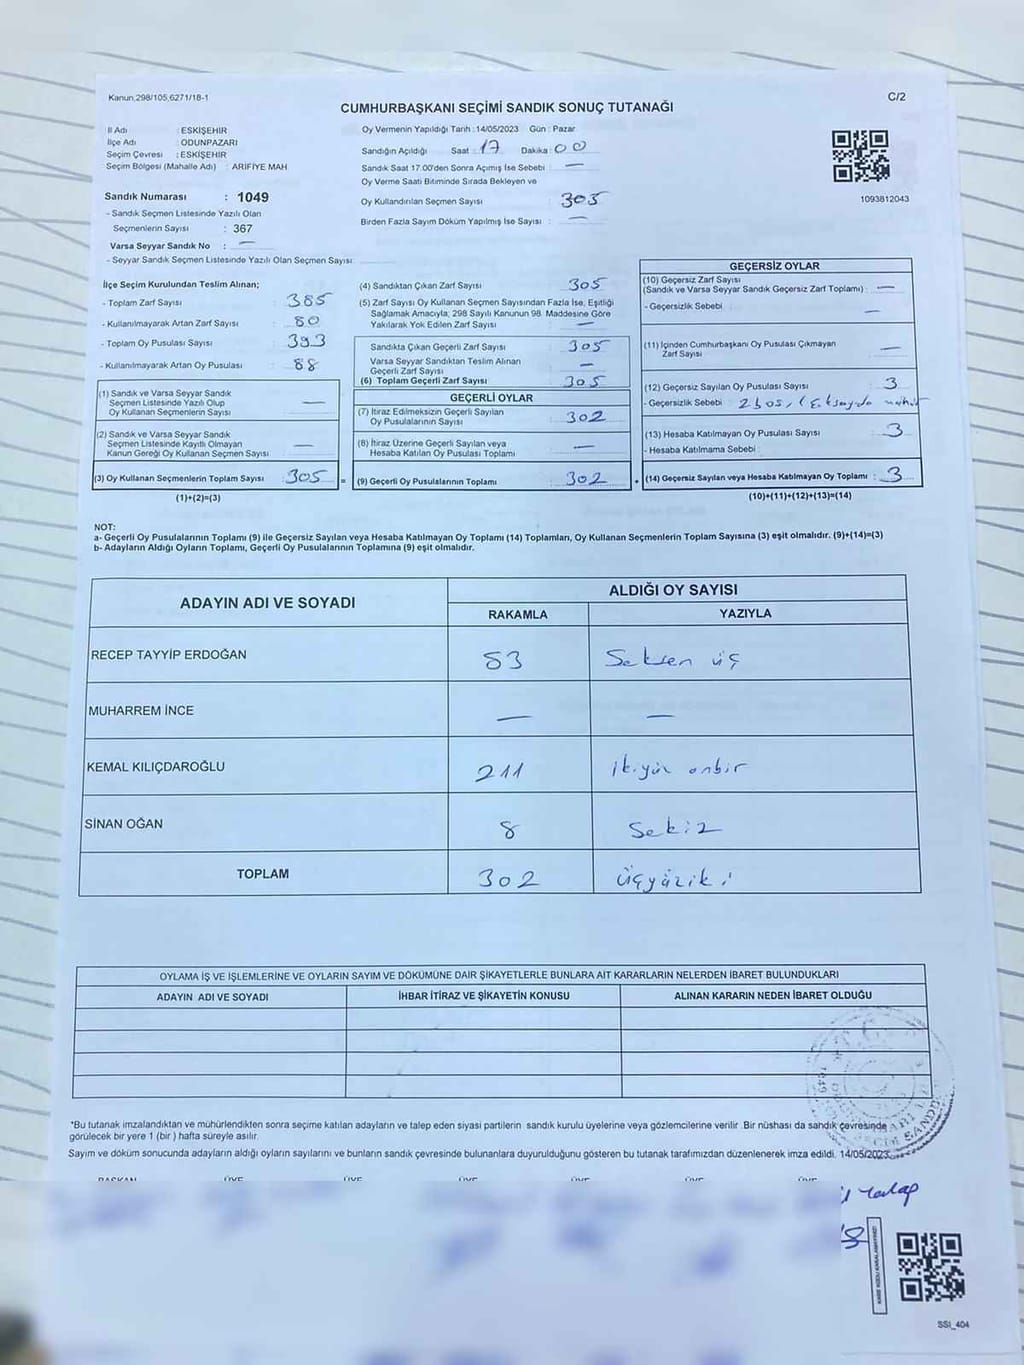 Kanun,298/105,6271/18-1
C/2
CUMHURBAŞKANI SEÇİMİ SANDIK SONUÇ TUTANAĞI
İl Adı : ESKİŞEHİR
İlçe Adı : ODUNPAZARI
Seçim Çevresi : ESKİŞEHİR
Seçim Bölgesi (Mahalle Adı) : ARİFİYE MAH
Sandık Numarası : 1049
- Sandık Seçmen Listesinde Yazılı Olan
Seçmenlerin Sayısı : 367
Varsa Seyyar Sandık No : —
- Seyyar Sandık Seçmen Listesinde Yazılı Olan Seçmen Sayısı
Oy Vermenin Yapıldığı Tarih : 14/05/2023 Gün : Pazar
Sandığın Açıldığı Saat : 17 Dakika : 00
Sandık Saat 17.00'den Sonra Açımış İse Sebebi : —
Oy Verme Saati Bitiminde Sırada Bekleyen ve
Oy Kullandırılan Seçmen Sayısı : 305
Birden Fazla Sayım Döküm Yapılmış İse Sayısı : —
1093812043
İlçe Seçim Kurulundan Teslim Alınan;
- Toplam Zarf Sayısı : 385
- Kullanılmayarak Artan Zarf Sayısı : 80
- Toplam Oy Pusulası Sayısı : 393
- Kullanılmayarak Artan Oy Pusulası : 88
(1) Sandık ve Varsa Seyyar Sandık
Seçmen Listesinde Yazılı Olup
Oy Kullanan Seçmenlerin Sayısı : —
(2) Sandık ve Varsa Seyyar Sandık
Seçmen Listesinde Kayıtlı Olmayan
Kanun Gereği Oy Kullanan Seçmen Sayısı : —
(3) Oy Kullanan Seçmenlerin Toplam Sayısı : 305
(1)+(2)=(3)
(4) Sandıktan Çıkan Zarf Sayısı : 305
(5) Zarf Sayısı Oy Kullanan Seçmen Sayısından Fazla İse, Eşitliği
Sağlamak Amacıyla; 298 Sayılı Kanunun 98. Maddesine Göre
Yakılarak Yok Edilen Zarf Sayısı : —
Sandıkta Çıkan Geçerli Zarf Sayısı : 305
Varsa Seyyar Sandıktan Teslim Alınan
Geçerli Zarf Sayısı : —
(6) Toplam Geçerli Zarf Sayısı : 305
GEÇERLİ OYLAR
(7) İtiraz Edilmeksizin Geçerli Sayılan
Oy Pusulalarının Sayısı : 302
(8) İtiraz Üzerine Geçerli Sayılan veya
Hesaba Katılan Oy Pusulası Toplamı : —
(9) Geçerli Oy Pusulalarının Toplamı : 302
GEÇERSİZ OYLAR
(10) Geçersiz Zarf Sayısı
(Sandık ve Varsa Seyyar Sandık Geçersiz Zarf Toplamı) : —
- Geçersizlik Sebebi : —
(11) İçinden Cumhurbaşkanı Oy Pusulası Çıkmayan
Zarf Sayısı : —
(12) Geçersiz Sayılan Oy Pusulası Sayısı : 3
- Geçersizlik Sebebi : 2 boş,
(13) Hesaba Katılmayan Oy Pusulası Sayısı : 3
- Hesaba Katılmama Sebebi :
(14) Geçersiz Sayılan veya Hesaba Katılmayan Oy Toplamı : 3
(10)+(11)+(12)+(13)=(14)
NOT:
a- Geçerli Oy Pusulalarının Toplamı (9) ile Geçersiz Sayılan veya Hesaba Katılmayan Oy Toplamı (14) Toplamları, Oy Kullanan Seçmenlerin Toplam Sayısına (3) eşit olmalıdır. (9)+(14)=(3)
b- Adayların Aldığı Oyların Toplamı, Geçerli Oy Pusulalarının Toplamına (9) eşit olmalıdır.
ADAYIN ADI VE SOYADI
ALDIĞI OY SAYISI
RAKAMLA YAZIYLA
RECEP TAYYİP ERDOĞAN 83 Seksen üç
MUHARREM İNCE — —
KEMAL KILIÇDAROĞLU 211 ikiyüz onbir
SİNAN OĞAN 8 Sekiz
TOPLAM 302 Üçyüziki
OYLAMA İŞ VE İŞLEMLERİNE VE OYLARIN SAYIM VE DÖKÜMÜNE DAİR ŞİKAYETLERLE BUNLARA AİT KARARLARIN NELERDEN İBARET BULUNDUKLARI
ADAYIN ADI VE SOYADI İHBAR İTİRAZ VE ŞİKAYETİN KONUSU ALINAN KARARIN NEDEN İBARET OLDUĞU
*Bu tutanak imzalandıktan ve mühürlendikten sonra seçime katılan adayların ve talep eden siyasi partilerin sandık kurulu üyelerine veya gözlemcilerine verilir .Bir nüshası da sandık çevresinde
görülecek bir yere 1 (bir ) hafta süreyle asılır.
Sayım ve döküm sonucunda adayların aldığı oyların sayılarını ve bunların sandık çevresinde bulunanlara duyurulduğunu gösteren bu tutanak tarafımızdan düzenlenerek imza edildi. 14/05/2023
BAŞKAN ÜYE ÜYE ÜYE ÜYE ÜYE ÜYE
SSI_404